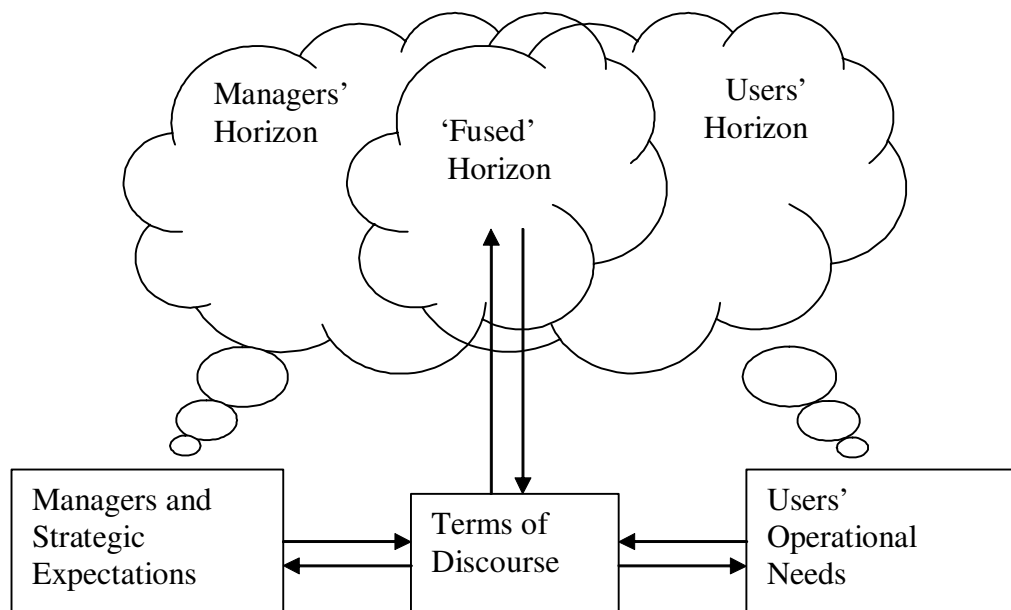 Managers’
Horizon
‘Fused’
Horizon
Users’
Horizon
Managers and
Strategic
Expectations
Terms of
Discourse
Users’
Operational
Needs